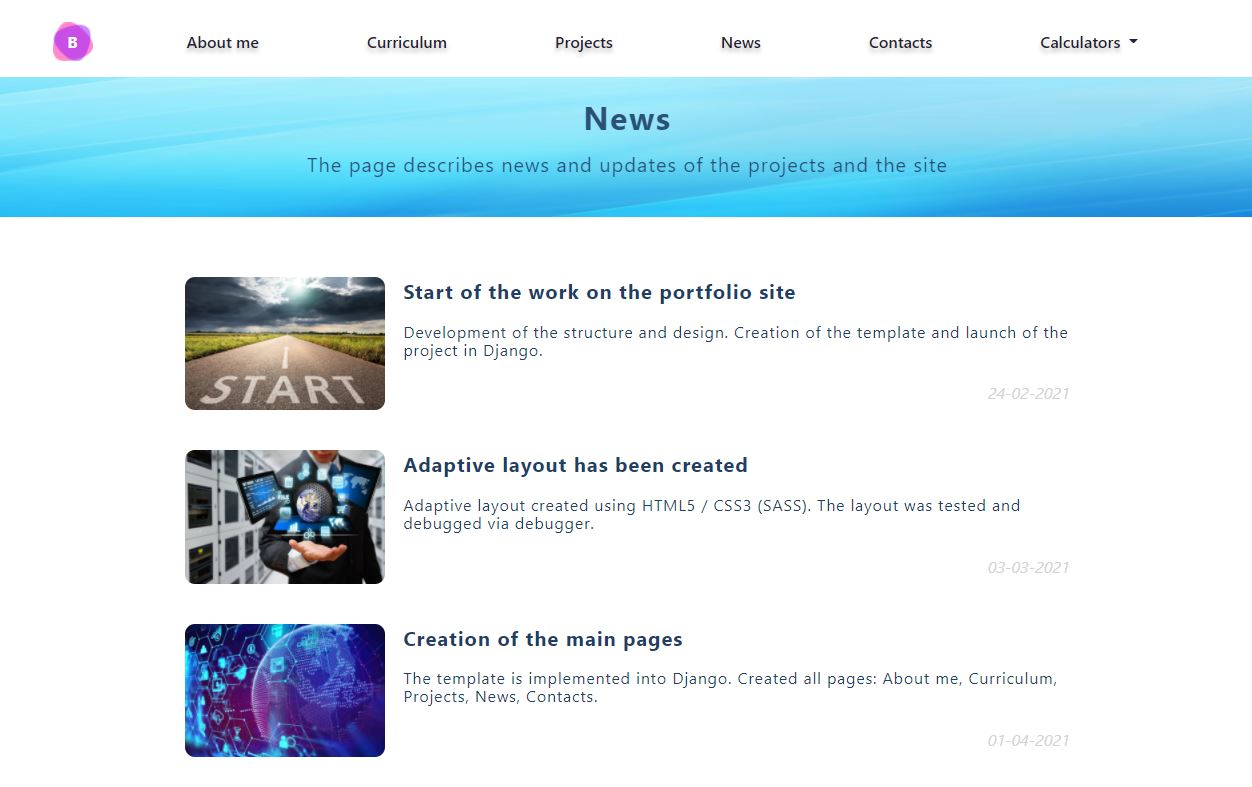 B
About me
Curriculum
Projects
News
Contacts
Calculators
News
The page describes news and updates of the projects and the site
START
Start of the work on the portfolio site
Development of the structure and design. Creation of the template and launch of the
project in Django.
24-02-2021
Adaptive layout has been created
Adaptive layout created using HTML5 / CSS3 (SASS). The layout was tested and
debugged via debugger.
03-03-2021
Creation of the main pages
The template is implemented into Django. Created all pages: About me, Curriculum,
Projects, News, Contacts.
01-04-2021